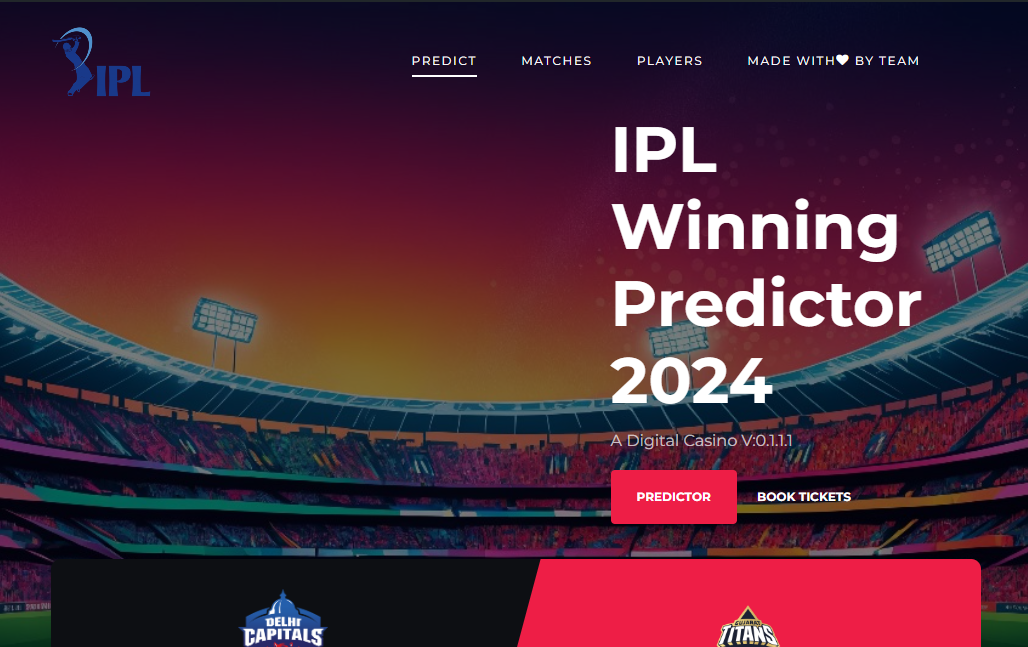 IPL
PREDICT
MATCHES
PLAYERS
MADE WITH🤍 BY TEAM
IPL
Winning
Predictor
2024
A Digital Casino V:0.1.1.1
PREDICTOR
BOOK TICKETS
DELHI
CAPITALS
GUJARAT
TITANS